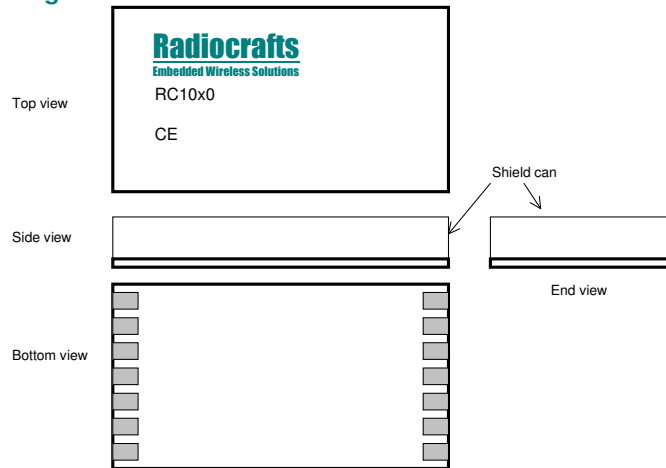 Radiocrafts
Embedded Wireless Solutions
RC10x0
Top view
CE
Shield can
Side view
End view
Bottom view